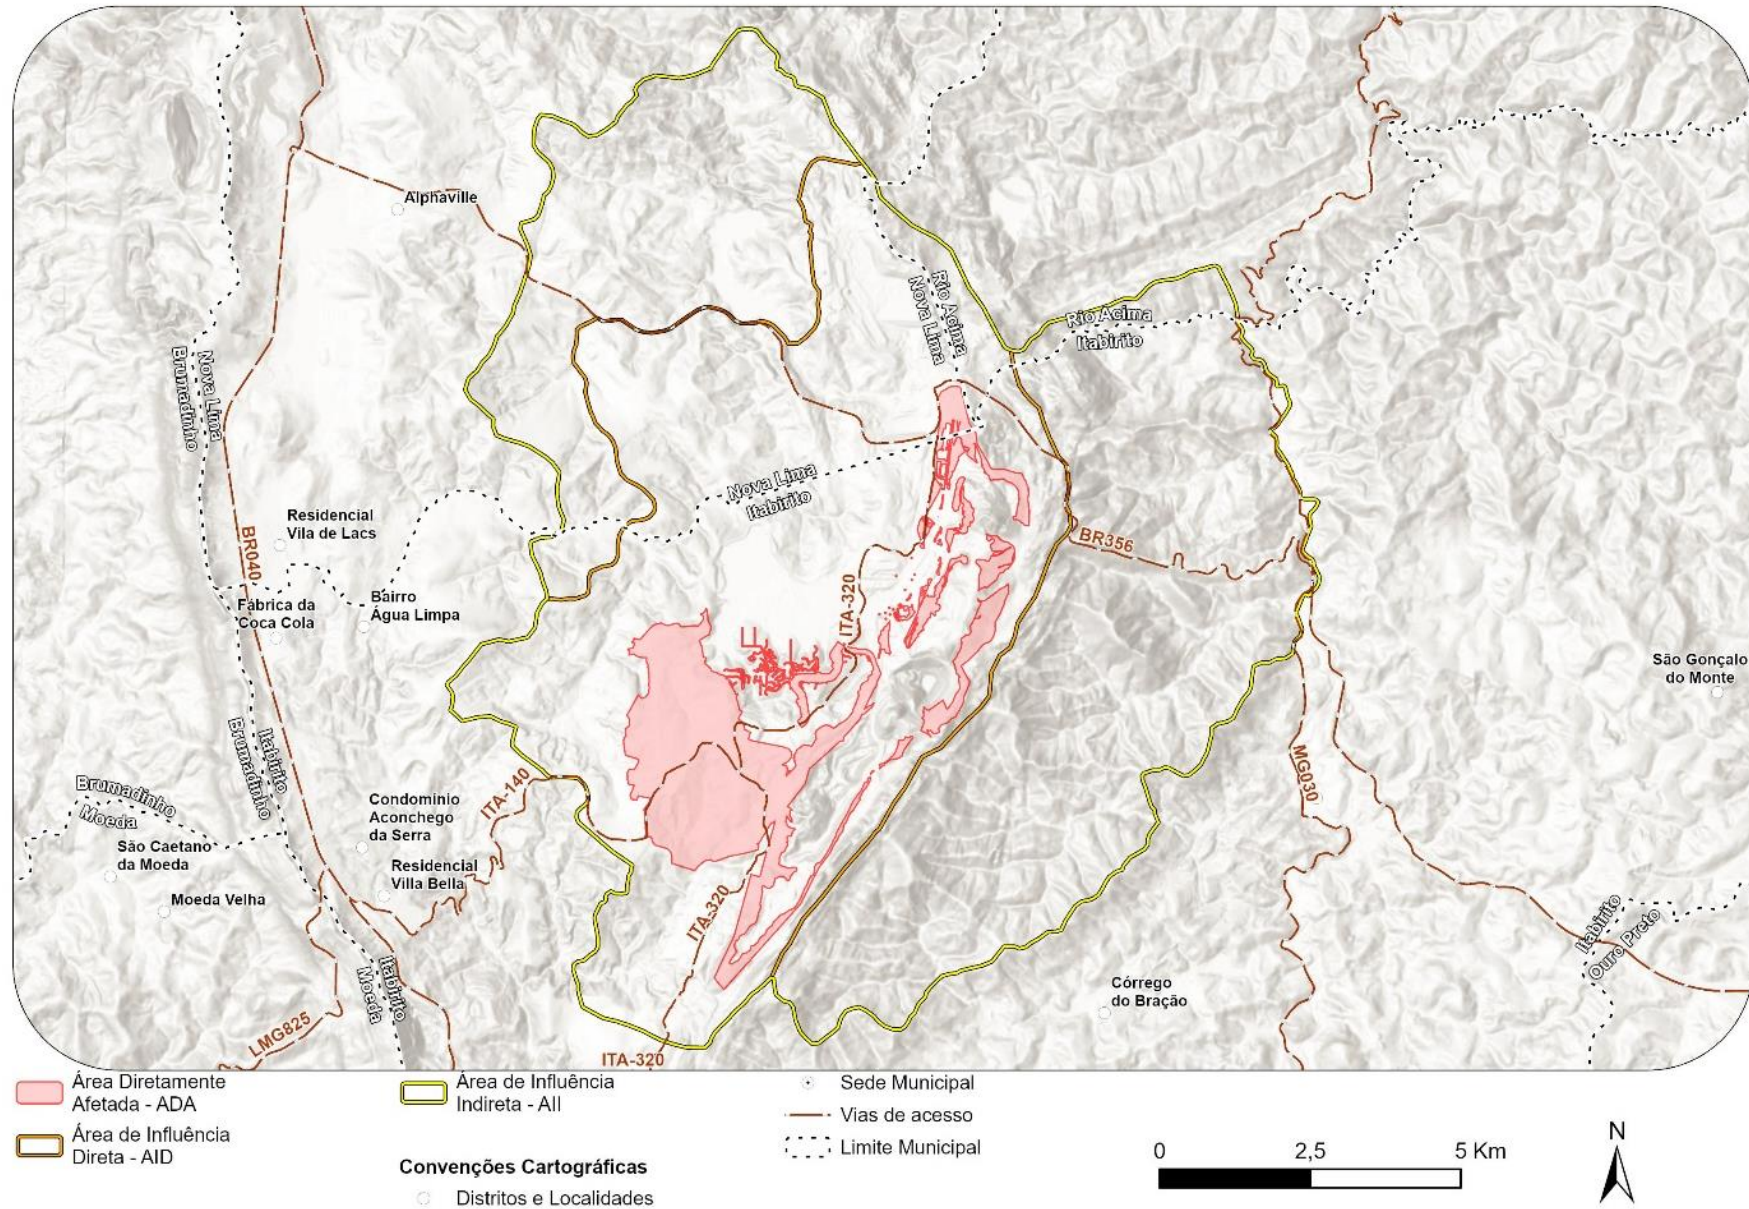 Alphaville
Rio Acima
Nova Lima
Rio Acima
Itabirito
Nova Lima
Brumadinho
Nova Lima
Itabirito
Residencial
Vila de Lacs
BR040
BR356
Fábrica da
Coca Cola
Bairro
Água Limpa
ITA-320
São Gonçalo
do Monte
Itabirito
Brumadinho
Brumadinho
Moeda
ITA-140
MG030
Condomínio
Aconchego
da Serra
São Caetano
da Moeda
Residencial
Villa Bella
Moeda Velha
ITA-320
Itabirito
Ouro Preto
Itabirito
Moeda
Córrego
do Bração
LMG825
ITA-320
Área Diretamente
Afetada - ADA
Área de Influência
Direta - AID
Área de Influência
Indireta - AII
Convenções Cartográficas
Distritos e Localidades
Sede Municipal
Vias de acesso
Limite Municipal
0 2,5 5 Km
N